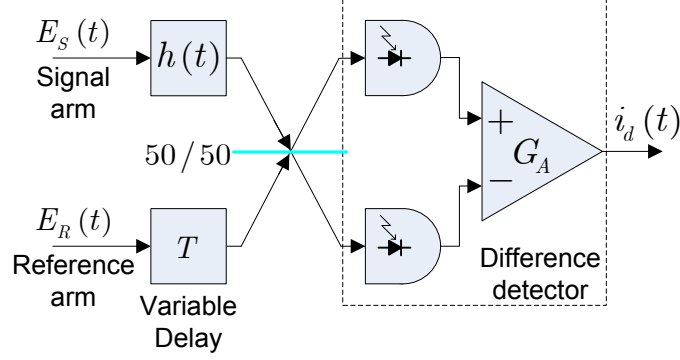 E_S(t)
Signal
arm
h(t)
50/50
E_R(t)
Reference
arm
T
Variable
Delay
+
−
G_A
i_d(t)
Difference
detector